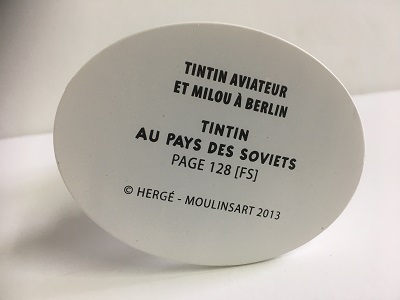 TINTIN AVIATEUR
ET MILOU À BERLIN
TINTIN
AU PAYS DES SOVIETS
PAGE 128 [FS]
© HERGÉ - MOULINSART 2013